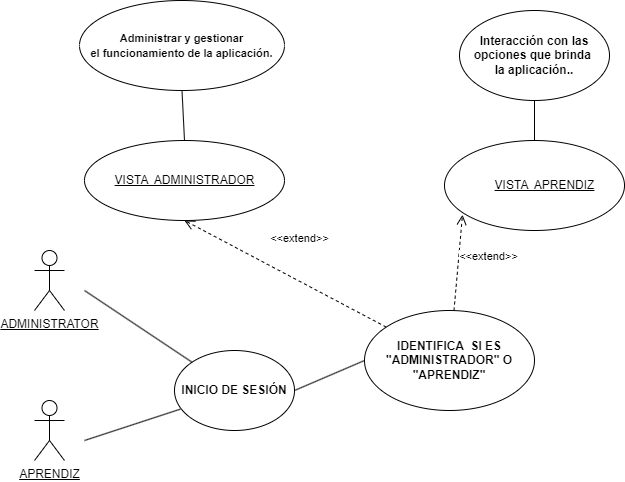 Administrar y gestionar
el funcionamiento de la aplicación.
Interacción con las
opciones que brinda
la aplicación..
VISTA ADMINISTRADOR
VISTA APRENDIZ
<<extend>>
<<extend>>
ADMINISTRATOR
IDENTIFICA SI ES
"ADMINISTRADOR" O
"APRENDIZ"
INICIO DE SESIÓN
APRENDIZ